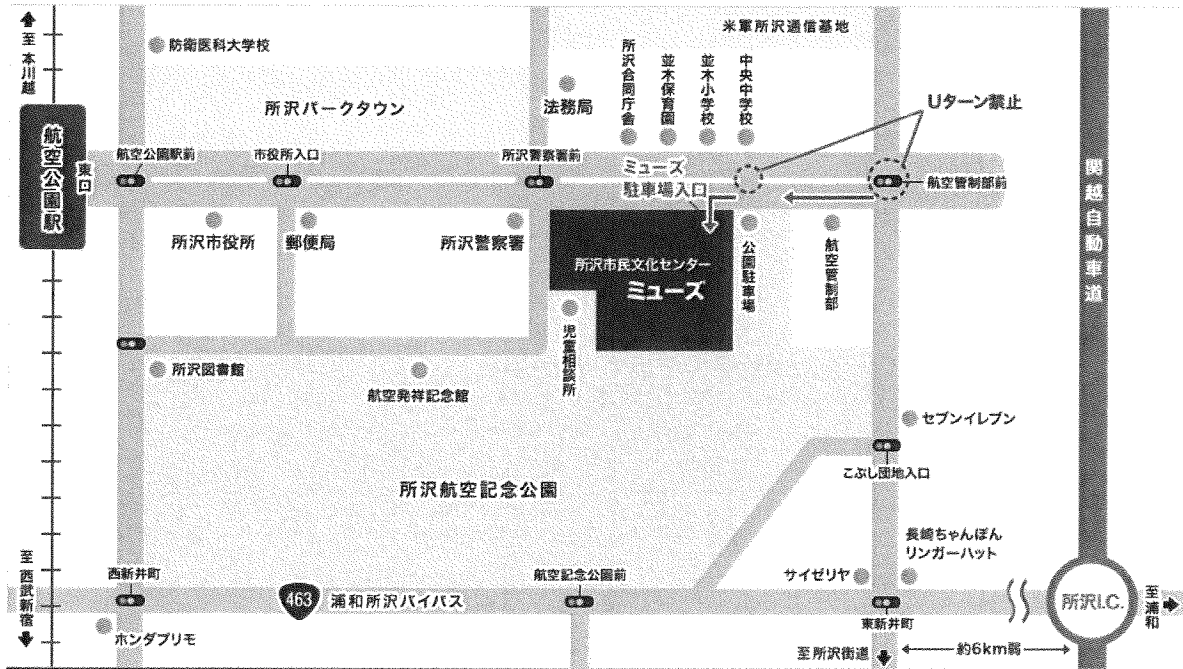 至 本川越
防衛医科大学校
米軍所沢通信基地
所沢パークタウン
法務局
所沢合同庁舎
並木保育園
並木小学校
中央中学校
Uターン禁止
航空公園駅
東口
航空公園駅前
市役所入口
所沢警察署前
ミューズ
駐車場入口
航空管制部前
関越自動車道
所沢市役所
郵便局
所沢警察署
所沢市民文化センター
ミューズ
公園駐車場
航空管制部
児童相談所
所沢図書館
航空発祥記念館
セブンイレブン
こぶし団地入口
所沢航空記念公園
長崎ちゃんぽん
リンガーハット
サイゼリヤ
至 西武新宿
西新井町
463
浦和所沢バイパス
航空記念公園前
東新井町
所沢I.C.
至浦和
ホンダプリモ
至所沢街道
約6km弱